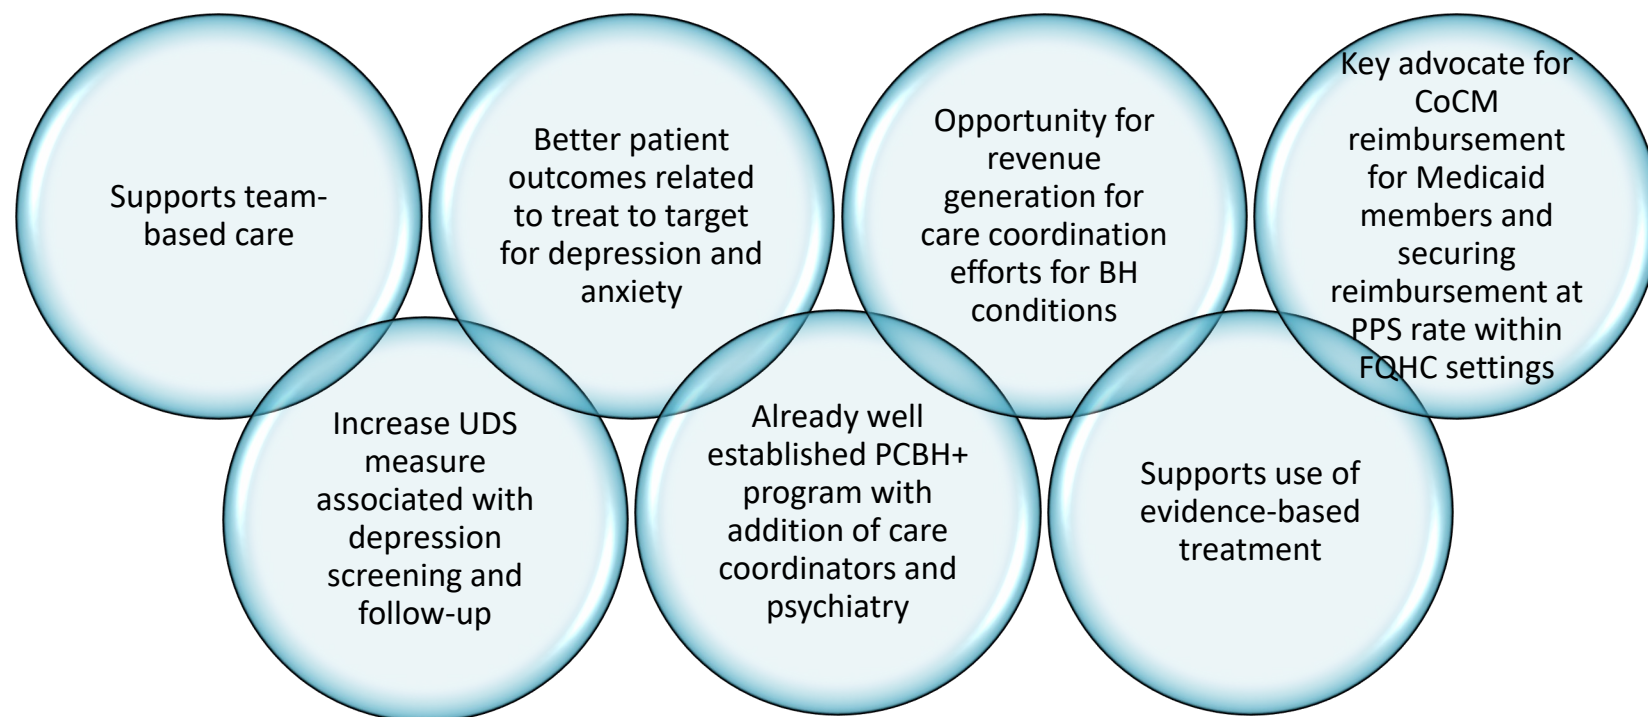 Supports team-
based care
Better patient
outcomes related
to treat to target
for depression and
anxiety
Opportunity for
revenue
generation for
care coordination
efforts for BH
conditions
Key advocate for
CoCM
reimbursement
for Medicaid
members and
securing
reimbursement at
PPS rate within
FQHC settings
Increase UDS
measure
associated with
depression
screening and
follow-up
Already well
established PCBH+
program with
addition of care
coordinators and
psychiatry
Supports use of
evidence-based
treatment